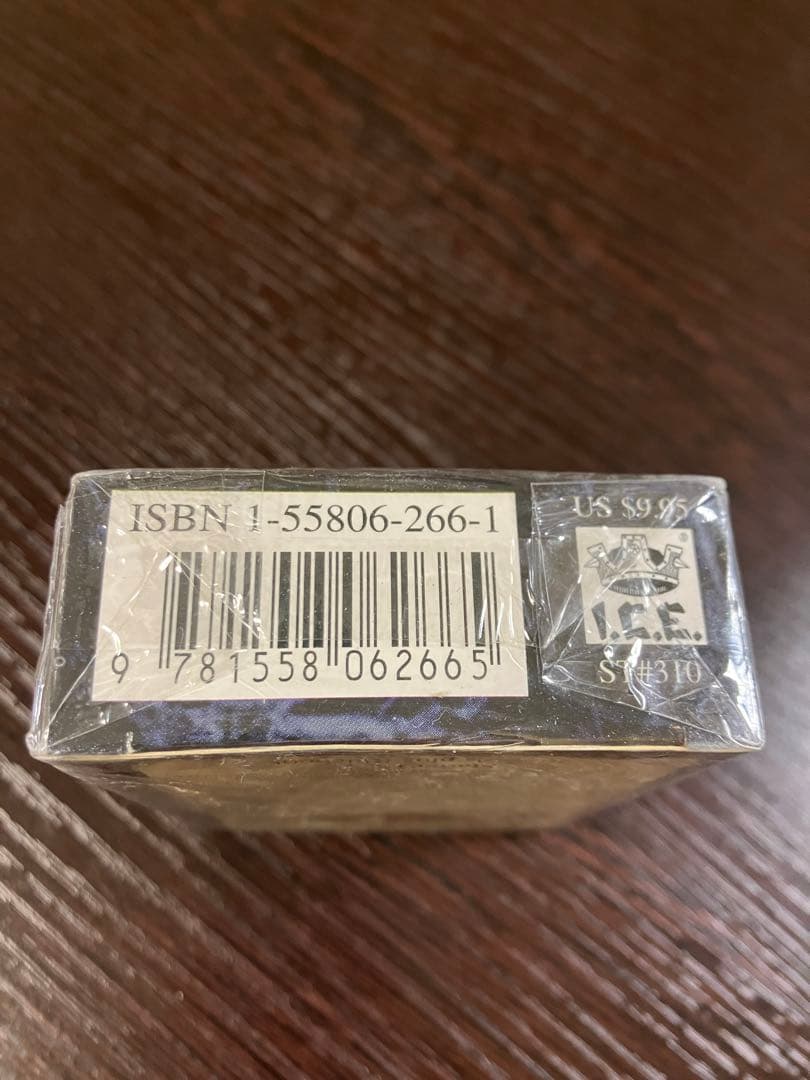 ISBN 1-55806-266-1
9 781558 062665
US $9.95
®
I.C.E.
ST#310